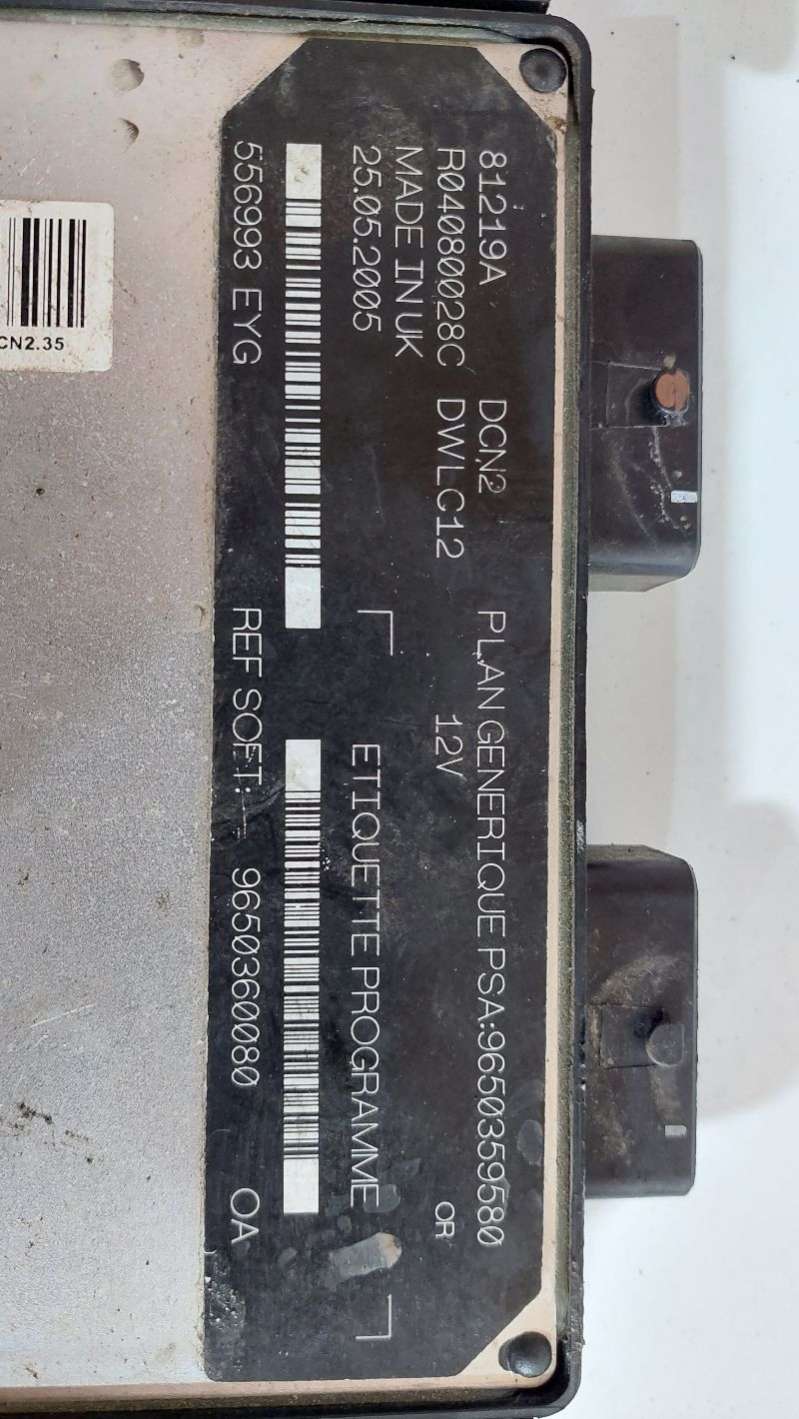 81219A DCN2 PLAN GENERIQUE PSA:9650359580
R04080028C DWLC12 12V OR
MADE IN UK
25.05.2005 ETIQUETTE PROGRAMME
556993 EYG REF SOFT: 9650360080 OA
CN2.35